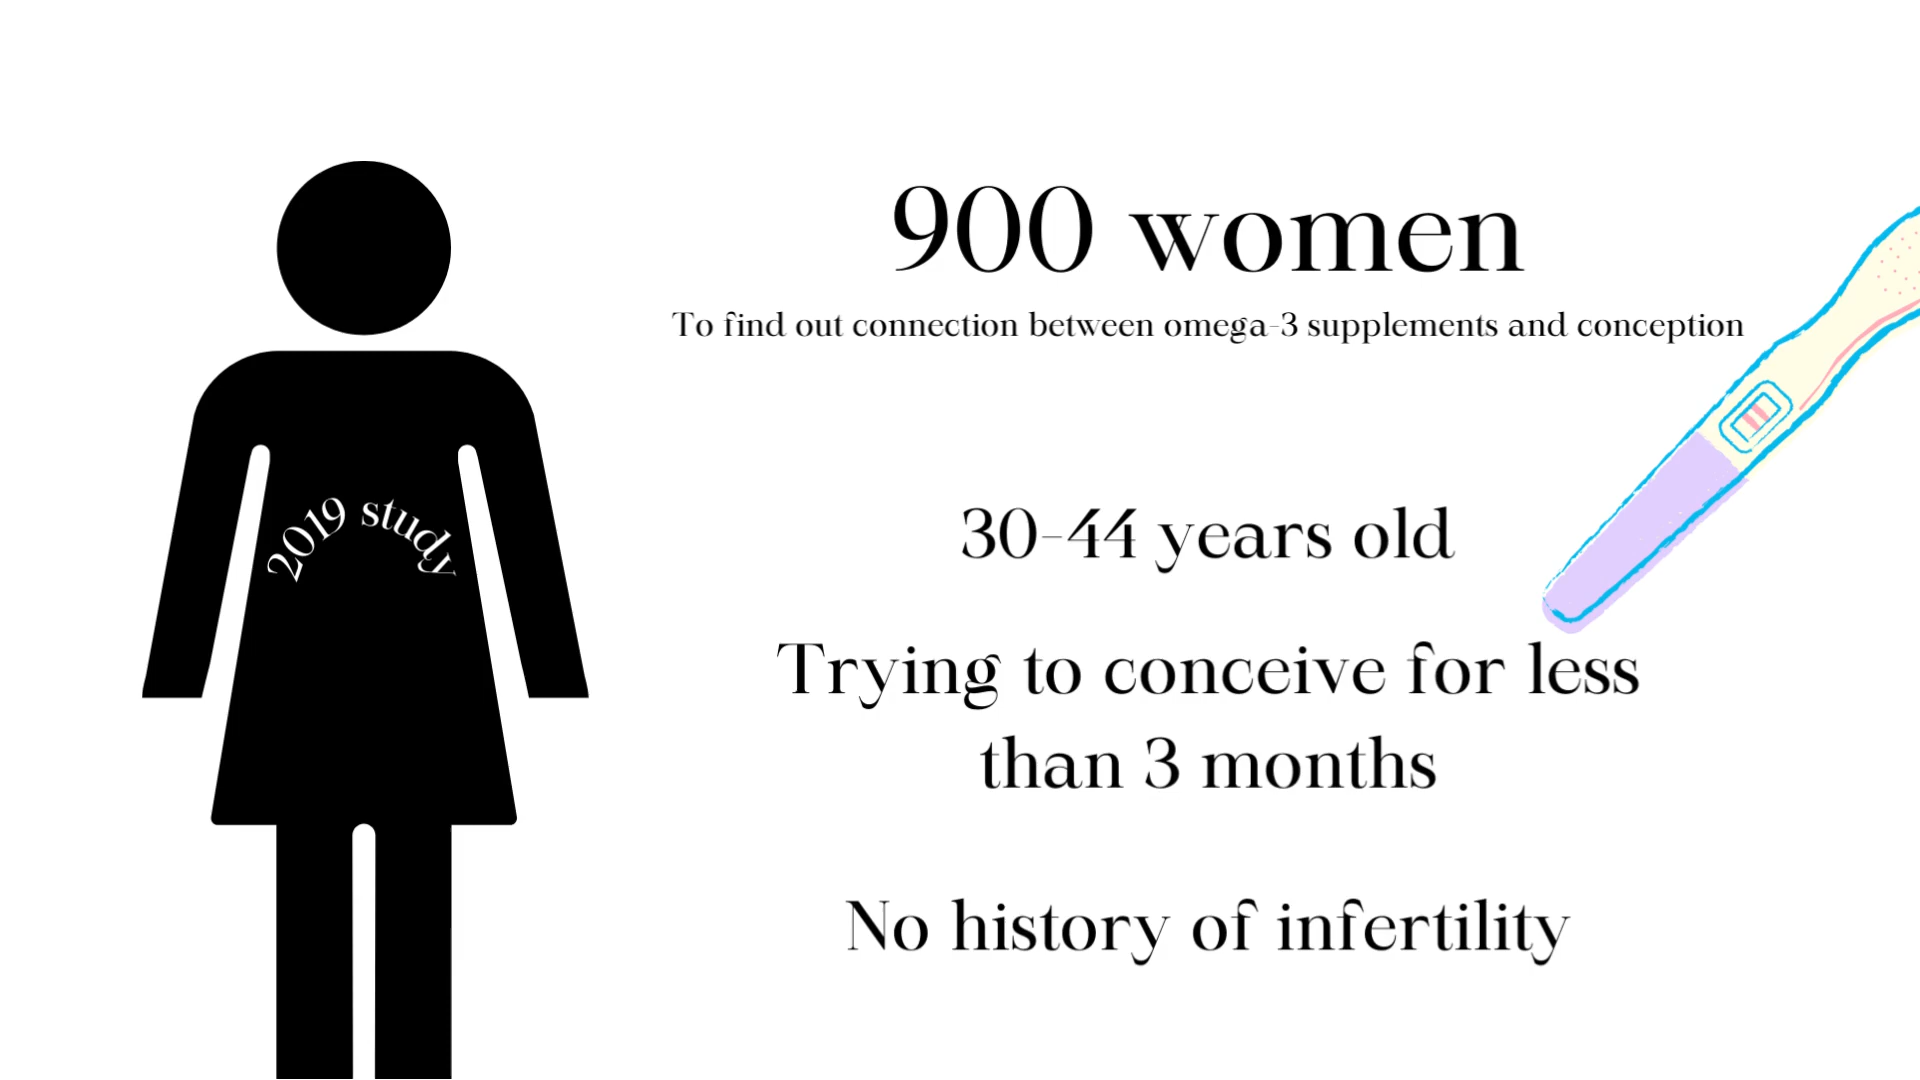 900 women
To find out connection between omega-3 supplements and conception
2019 study
30-44 years old
Trying to conceive for less
than 3 months
No history of infertility